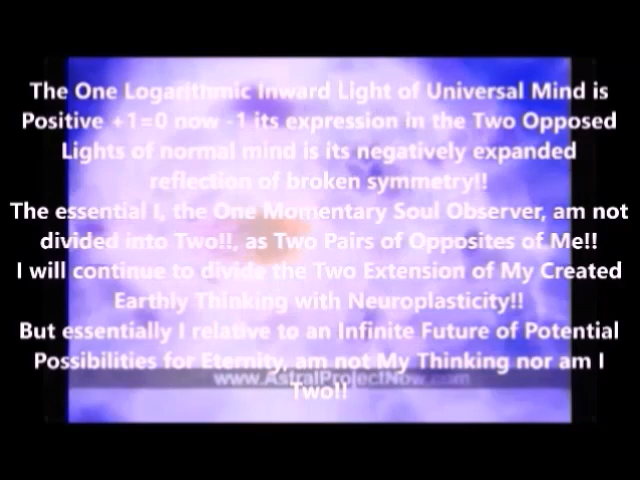 The One Logarithmic Inward Light of Universal Mind is
Positive +1=0 now -1 its expression in the Two Opposed
Lights of normal mind is its negatively expanded
reflection of broken symmetry!!
The essential I, the One Momentary Soul Observer, am not
divided into Two!!, as Two Pairs of Opposites of Me!!
I will continue to divide the Two Extension of My Created
Earthly Thinking with Neuroplasticity!!
But essentially I relative to an Infinite Future of Potential
Possibilities for Eternity, am not My Thinking nor am I
www.AstralProjectNow.com
Two!!